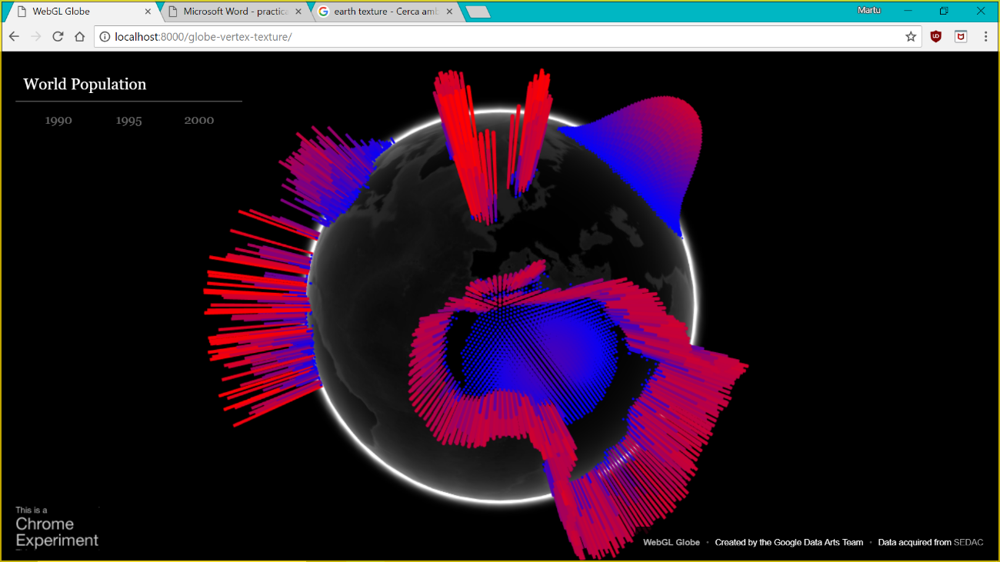 WebGL Globe
Microsoft Word - practica
earth texture - Cerca amb
Martu
localhost:8000/globe-vertex-texture/
World Population
1990 1995 2000
This is a
Chrome
Experiment
WebGL Globe · Created by the Google Data Arts Team · Data acquired from SEDAC